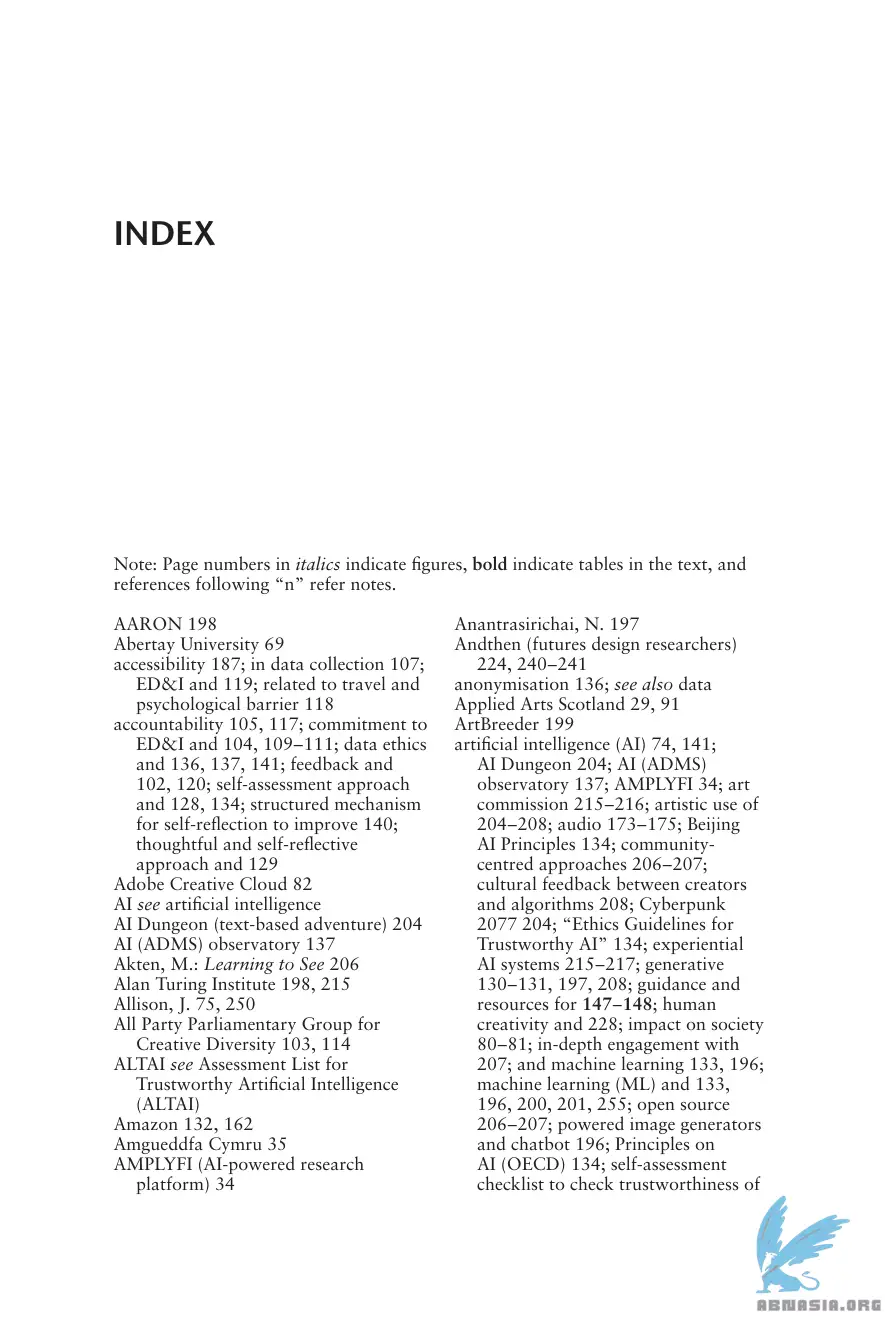 INDEX
Note: Page numbers in italics indicate figures, bold indicate tables in the text, and
references following “n” refer notes.
AARON 198
Abertay University 69
accessibility 187; in data collection 107;
ED&I and 119; related to travel and
psychological barrier 118
accountability 105, 117; commitment to
ED&I and 104, 109–111; data ethics
and 136, 137, 141; feedback and
102, 120; self-assessment approach
and 128, 134; structured mechanism
for self-reflection to improve 140;
thoughtful and self-reflective
approach and 129
Adobe Creative Cloud 82
AI see artificial intelligence
AI Dungeon (text-based adventure) 204
AI (ADMS) observatory 137
Akten, M.: Learning to See 206
Alan Turing Institute 198, 215
Allison, J. 75, 250
All Party Parliamentary Group for
Creative Diversity 103, 114
ALTAI see Assessment List for
Trustworthy Artificial Intelligence
(ALTAI)
Amazon 132, 162
Amgueddfa Cymru 35
AMPLYFI (AI-powered research
platform) 34
Anantrasirichai, N. 197
Andthen (futures design researchers)
224, 240–241
anonymisation 136; see also data
Applied Arts Scotland 29, 91
ArtBreeder 199
artificial intelligence (AI) 74, 141;
AI Dungeon 204; AI (ADMS)
observatory 137; AMPLYFI 34; art
commission 215–216; artistic use of
204–208; audio 173–175; Beijing
AI Principles 134; community-
centred approaches 206–207;
cultural feedback between creators
and algorithms 208; Cyberpunk
2077 204; “Ethics Guidelines for
Trustworthy AI” 134; experiential
AI systems 215–217; generative
130–131, 197, 208; guidance and
resources for 147–148; human
creativity and 228; impact on society
80–81; in-depth engagement with
207; and machine learning 133, 196;
machine learning (ML) and 133,
196, 200, 201, 255; open source
206–207; powered image generators
and chatbot 196; Principles on
AI (OECD) 134; self-assessment
checklist to check trustworthiness of
ABNASIA.ORG